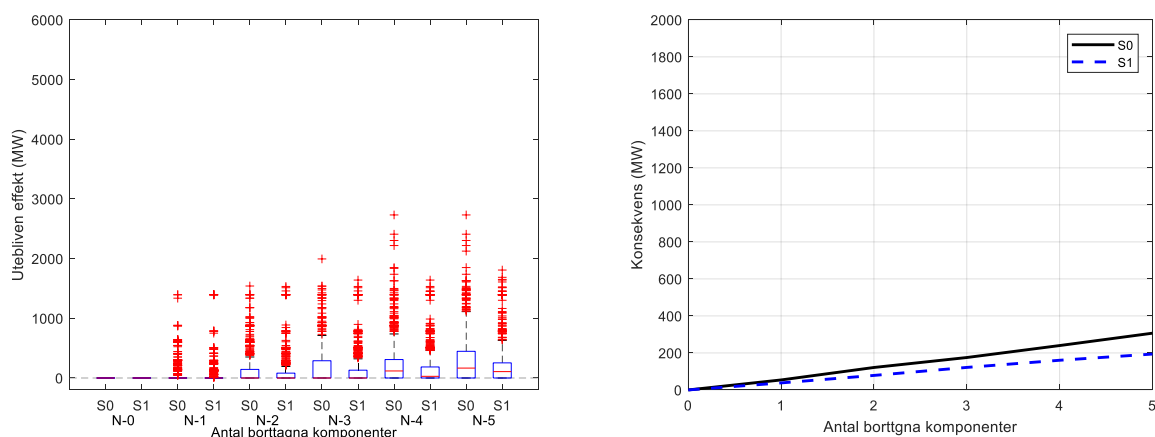 6000
5000
4000
3000
2000
1000
0
Utebliven effekt (MW)
S0 S1 S0 S1 S0 S1 S0 S1 S0 S1 S0 S1
N-0 N-1 N-2 N-3 N-4 N-5
Antal borttagna komponenter
2000
1800
1600
1400
1200
1000
800
600
400
200
0
Konsekvens (MW)
S0
S1
0 1 2 3 4 5
Antal borttgna komponenter